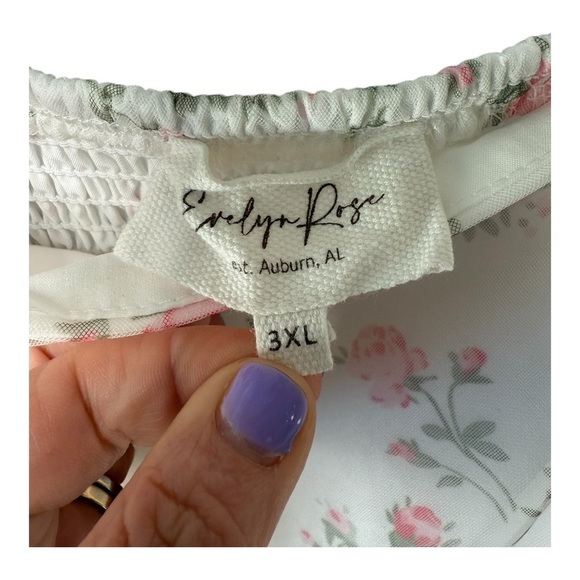 Evelyn Rose
est. Auburn, AL
3XL